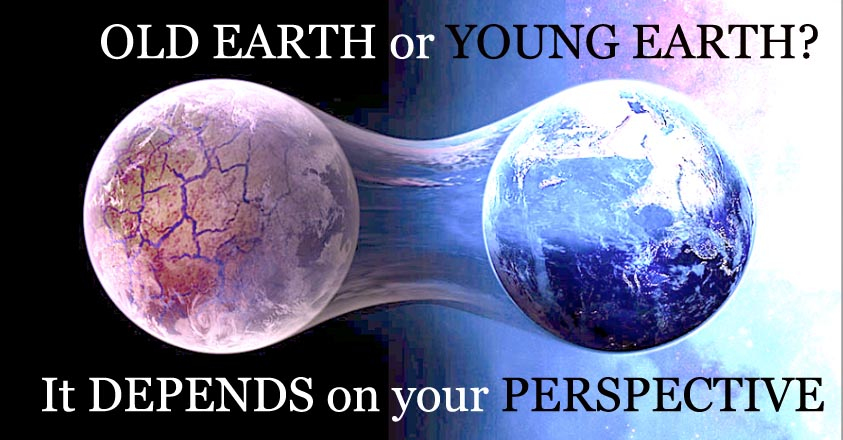 OLD EARTH or YOUNG EARTH?
It DEPENDS on your PERSPECTIVE